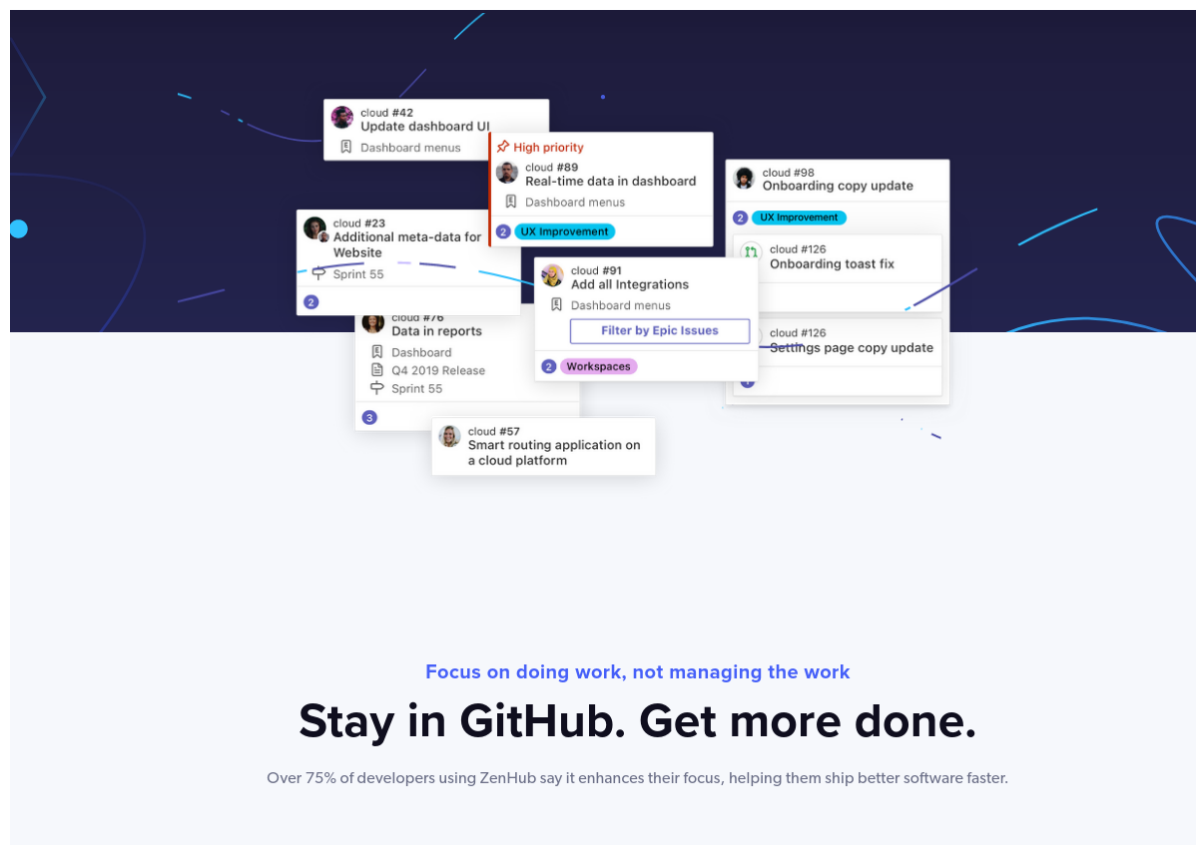 cloud #42
Update dashboard UI
Dashboard menus
High priority
cloud #89
Real-time data in dashboard
Dashboard menus
2 UX Improvement
cloud #98
Onboarding copy update
2 UX Improvement
cloud #126
Onboarding toast fix
cloud #126
Settings page copy update
cloud #23
Additional meta-data for
Website
Sprint 55
2
cloud #91
Add all Integrations
Dashboard menus
Filter by Epic Issues
2 Workspaces
cloud #76
Data in reports
Dashboard
Q4 2019 Release
Sprint 55
3
cloud #57
Smart routing application on
a cloud platform
Focus on doing work, not managing the work
Stay in GitHub. Get more done.
Over 75% of developers using ZenHub say it enhances their focus, helping them ship better software faster.